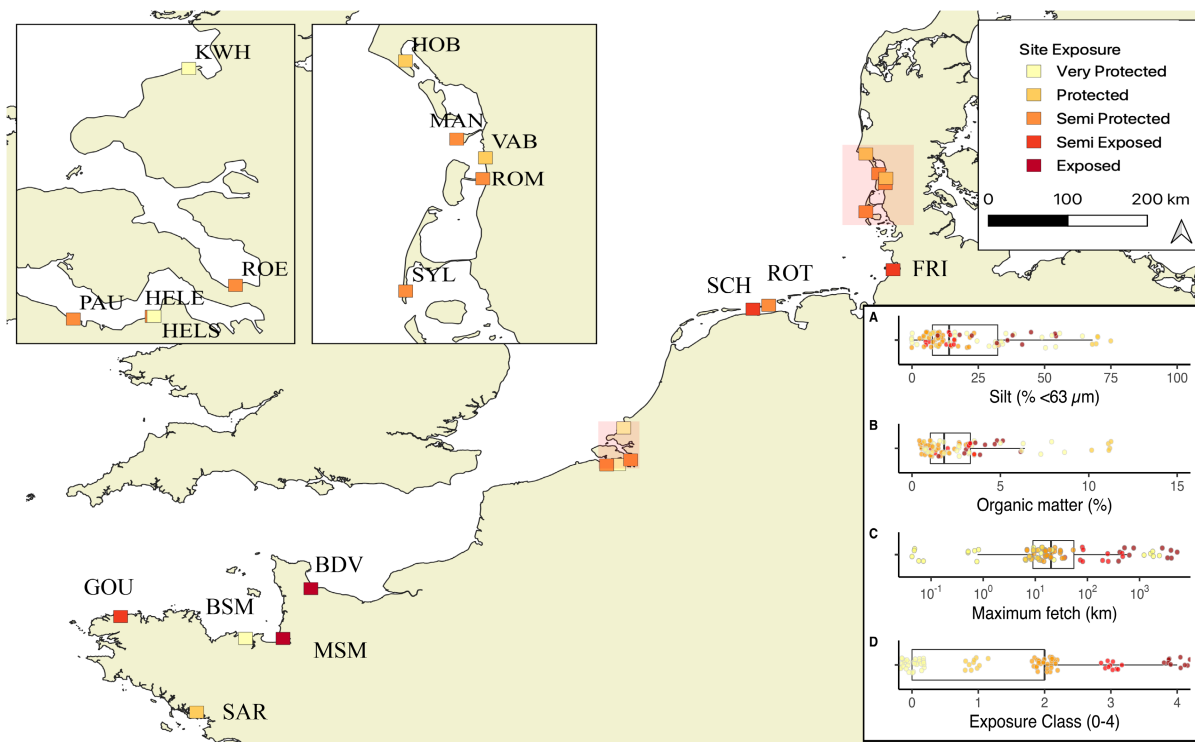 KWH
ROE
PAU
HELE
HELS
HOB
MAN
VAB
ROM
SYL
Site Exposure
Very Protected
Protected
Semi Protected
Semi Exposed
Exposed
0 100 200 km
FRI
SCH
ROT
BDV
GOU
BSM
MSM
SAR
A
0 25 50 75 100
Silt (% <63 µm)
B
0 5 10 15
Organic matter (%)
C
10⁻¹ 10⁰ 10¹ 10² 10³
Maximum fetch (km)
D
0 1 2 3 4
Exposure Class (0-4)